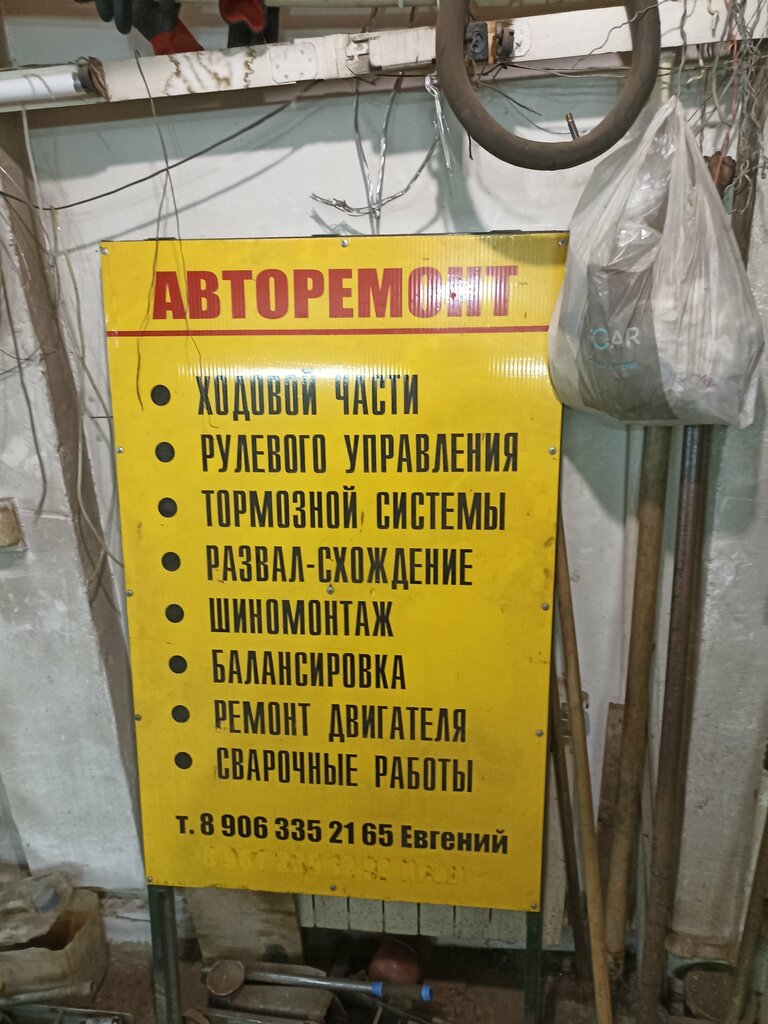 АВТОРЕМОНТ
● ХОДОВОЙ ЧАСТИ
● РУЛЕВОГО УПРАВЛЕНИЯ
● ТОРМОЗНОЙ СИСТЕМЫ
● РАЗВАЛ-СХОЖДЕНИЕ
● ШИНОМОНТАЖ
● БАЛАНСИРОВКА
● РЕМОНТ ДВИГАТЕЛЯ
● СВАРОЧНЫЕ РАБОТЫ
т. 8 906 335 21 65 Евгений
CAR